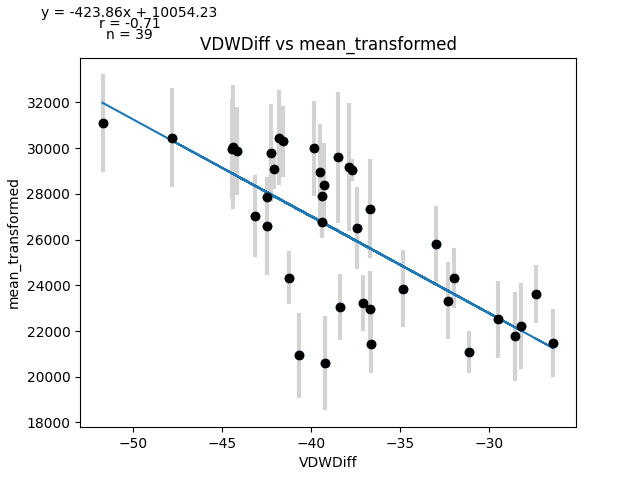 y = -423.86x + 10054.23
r = -0.71
n = 39
VDWDiff vs mean_transformed
mean_transformed
32000
30000
28000
26000
24000
22000
20000
18000
−50
−45
−40
−35
−30
VDWDiff